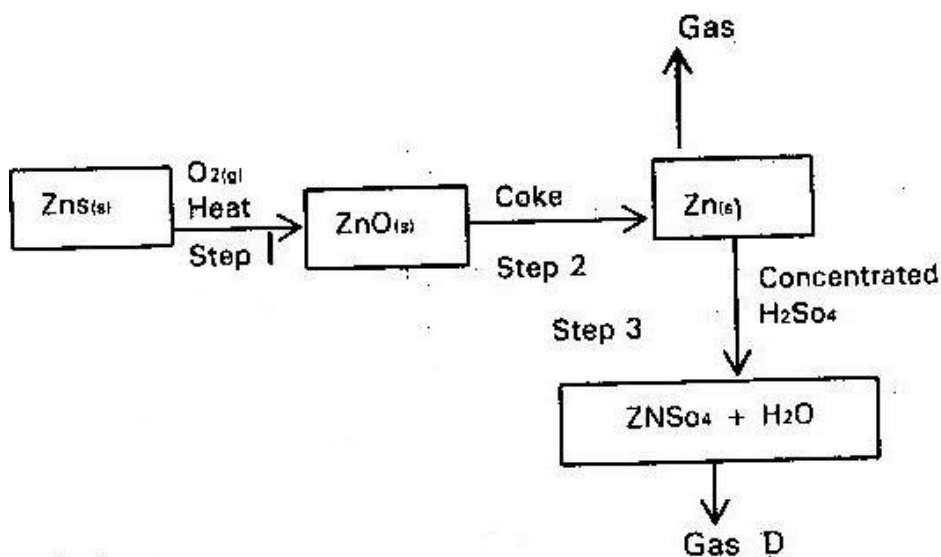 Gas
Zns(s)
O2(g)
Heat
Step 1
ZnO(s)
Coke
Step 2
Zn(s)
Concentrated
H2So4
Step 3
ZNSo4 + H2O
Gas D